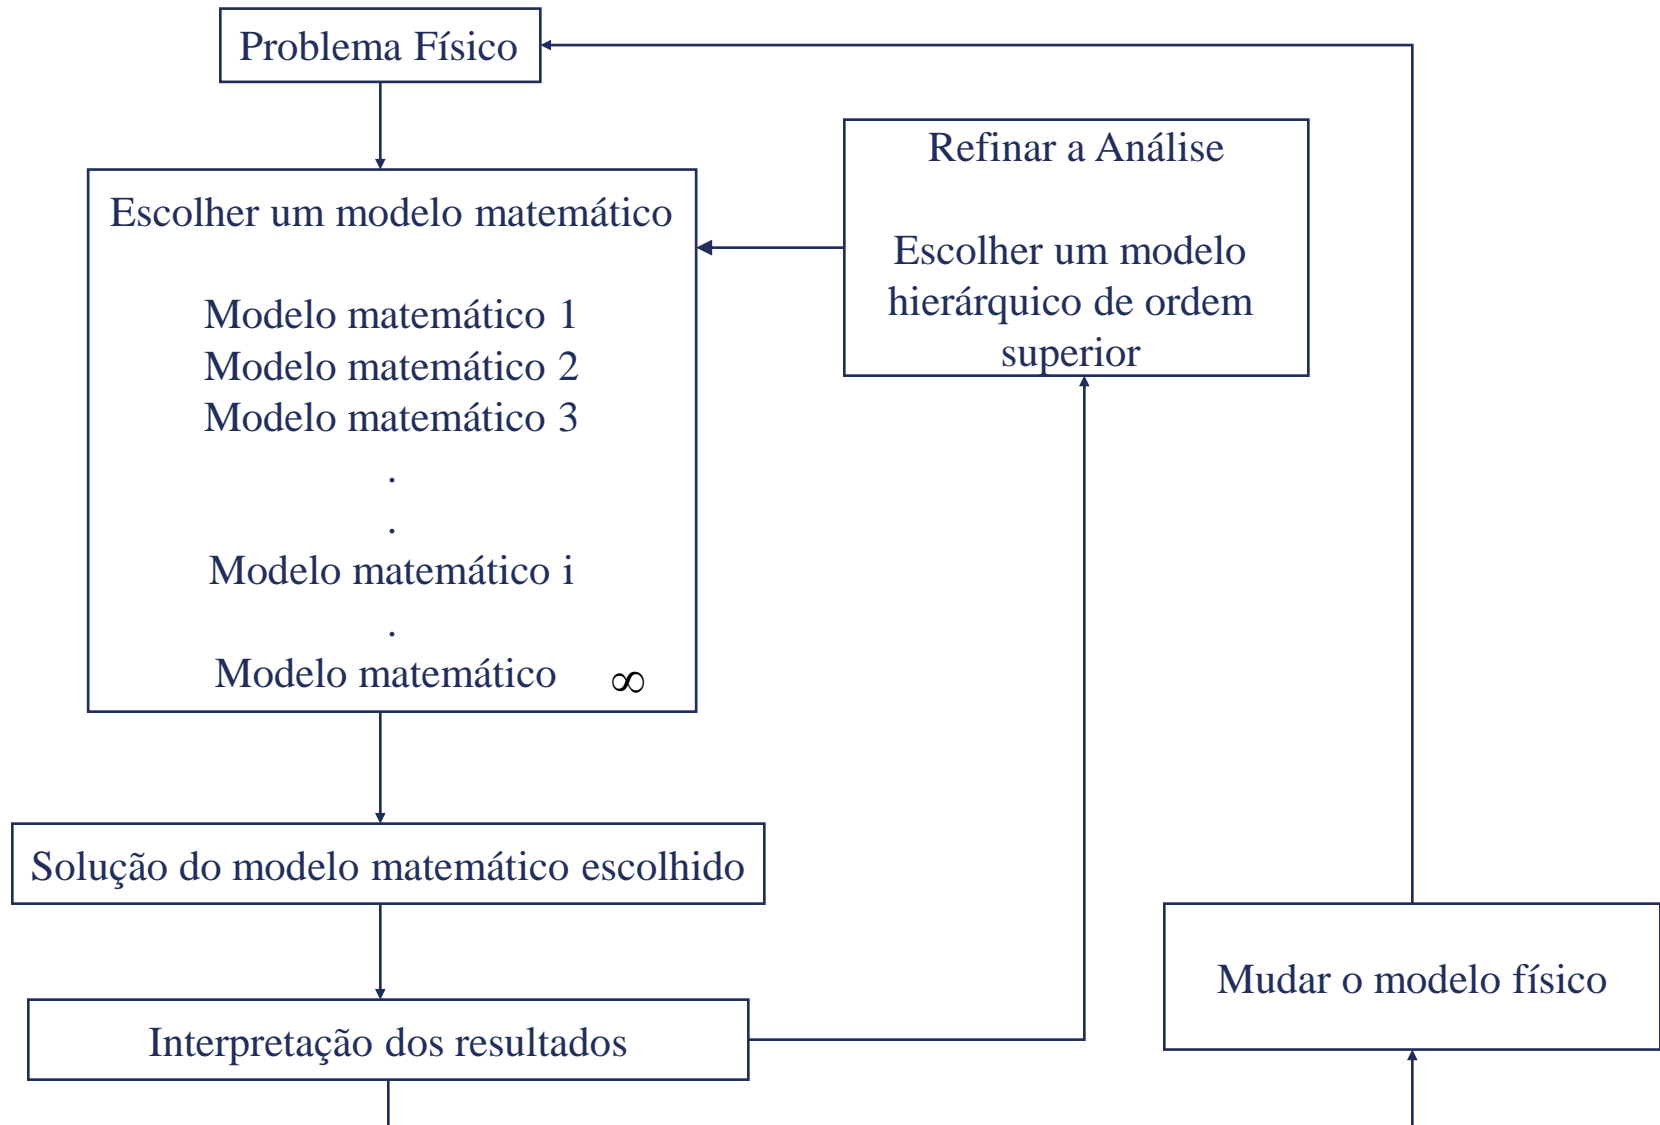 Problema Físico
Refinar a Análise
Escolher um modelo
hierárquico de ordem
superior
Escolher um modelo matemático
Modelo matemático 1
Modelo matemático 2
Modelo matemático 3
.
.
Modelo matemático i
.
Modelo matemático ∞
Solução do modelo matemático escolhido
Mudar o modelo físico
Interpretação dos resultados